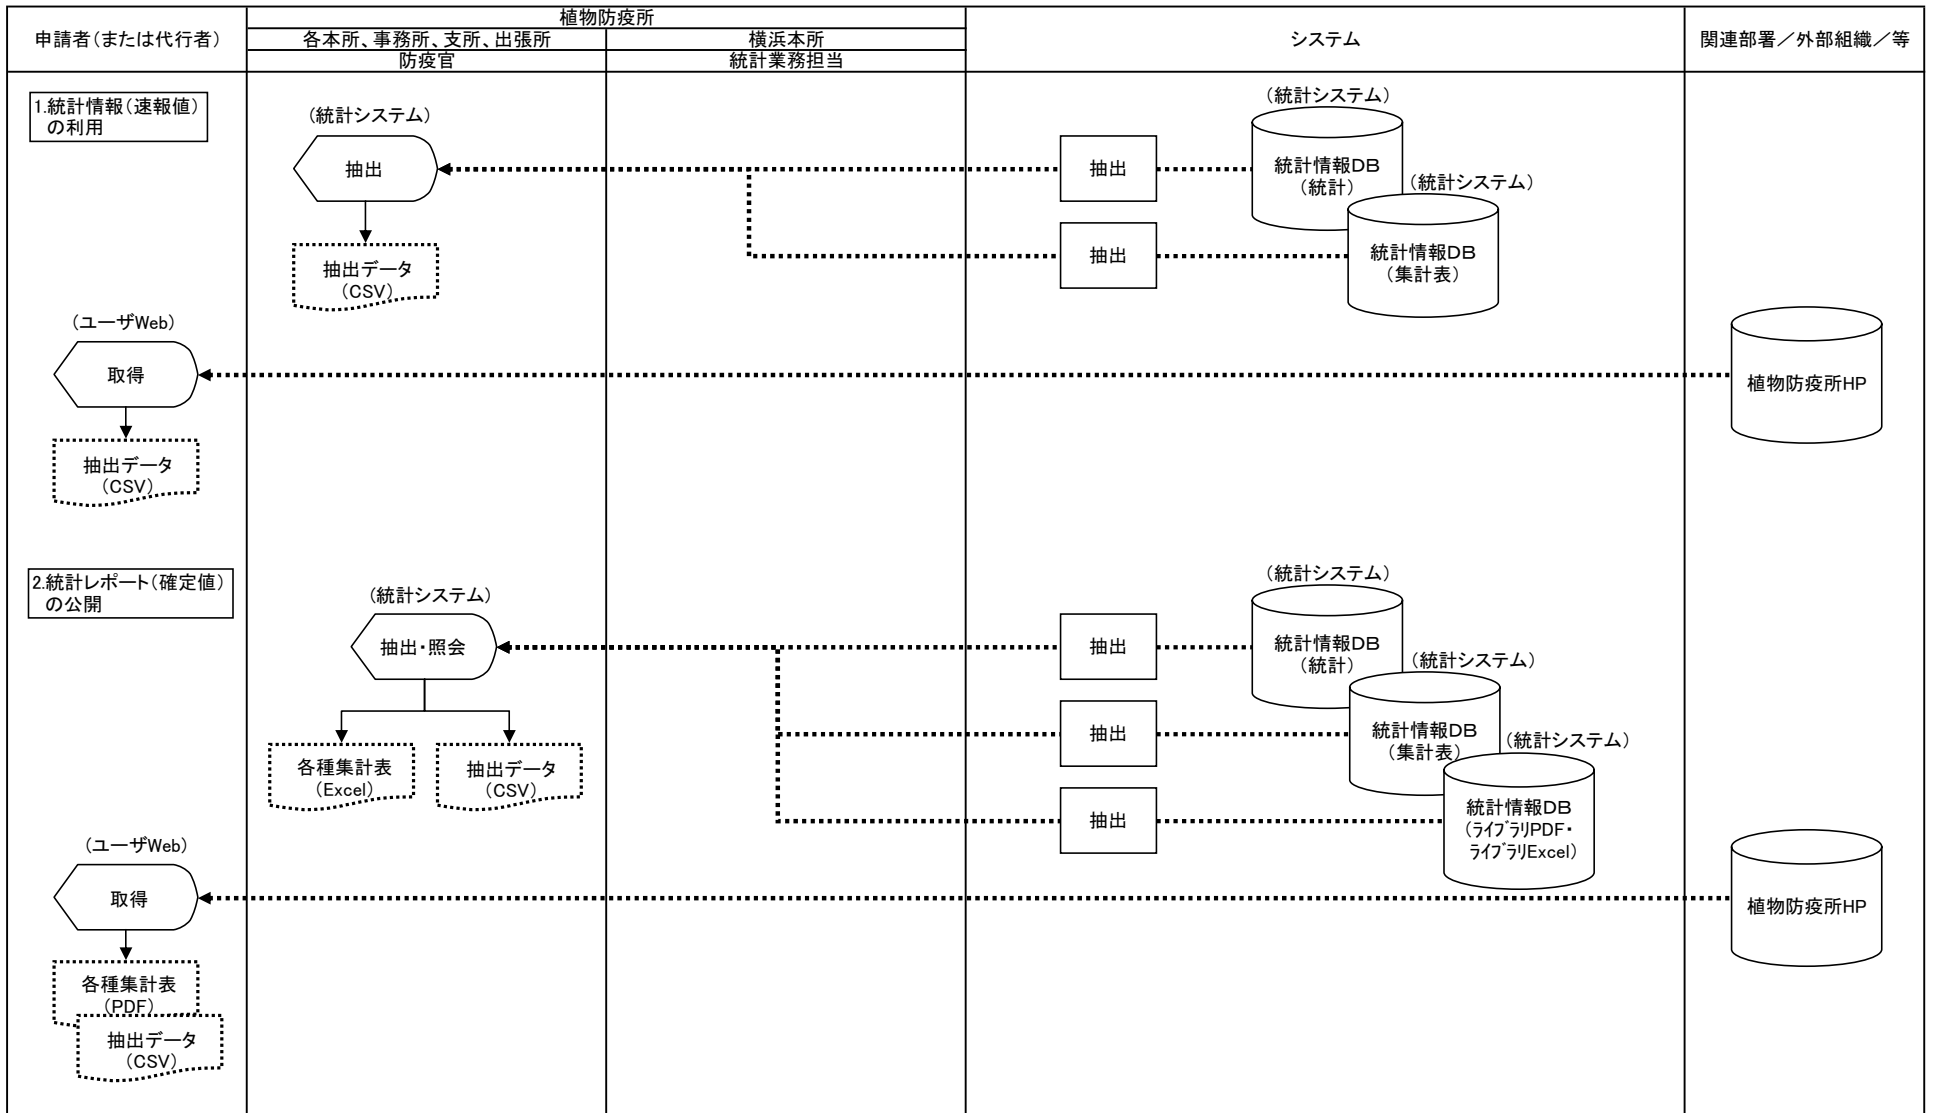 植物防疫所
申請者（または代行者）
各本所、事務所、支所、出張所
横浜本所
システム
関連部署／外部組織／等
防疫官
統計業務担当
1.統計情報（速報値）
の利用
（統計システム）
抽出
抽出データ
（CSV）
抽出
抽出
（統計システム）
統計情報ＤＢ
（統計）
（統計システム）
統計情報ＤＢ
（集計表）
（ユーザWeb）
取得
抽出データ
（CSV）
植物防疫所HP
2.統計レポート（確定値）
の公開
（統計システム）
抽出・照会
各種集計表
（Excel）
抽出データ
（CSV）
抽出
抽出
抽出
（統計システム）
統計情報ＤＢ
（統計）
（統計システム）
統計情報ＤＢ
（集計表）
（統計システム）
統計情報ＤＢ
（ﾗｲﾌﾞﾗﾘPDF・
ﾗｲﾌﾞﾗﾘExcel）
（ユーザWeb）
取得
各種集計表
（PDF）
抽出データ
（CSV）
植物防疫所HP